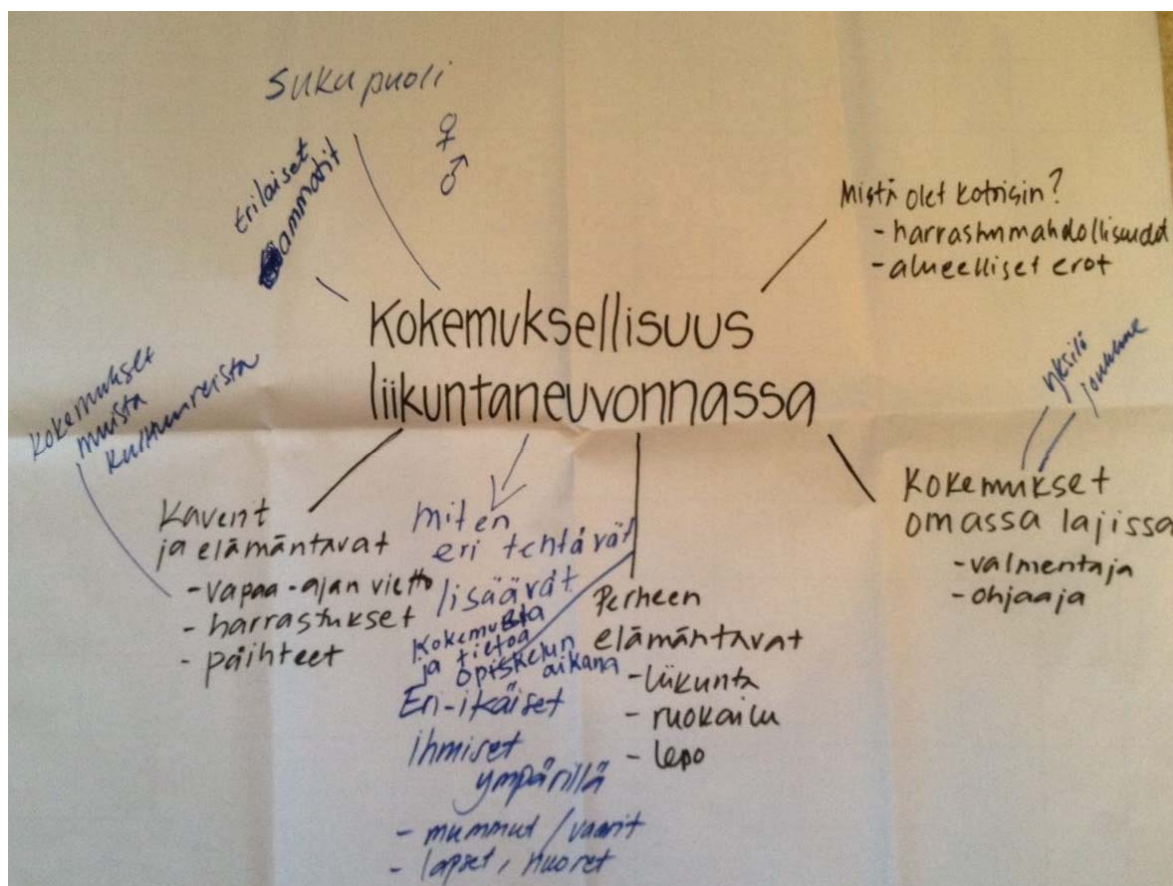 Sukupuoli
♀
♂
Erilaiset
ammatit
Mistä olet kotoisin?
- harrastusmahdollisuudet
- alueelliset erot
Kokemuksellisuus
liikuntaneuvonnassa
Kokemukset
muista
kulttuureista
yksilö
joukkue
Kaverit
ja elämäntavat
- vapaa-ajan vietto
- harrastukset
- päihteet
miten
eri tehtävät
lisäävät
kokemusta
ja tietoa
opiskelun
aikana
Eri-ikäiset
ihmiset
ympärillä
- mummut / vaarit
- lapset, nuoret
Perheen
elämäntavat
- liikunta
- ruokailu
- lepo
Kokemukset
omassa lajissa
- valmentaja
- ohjaaja